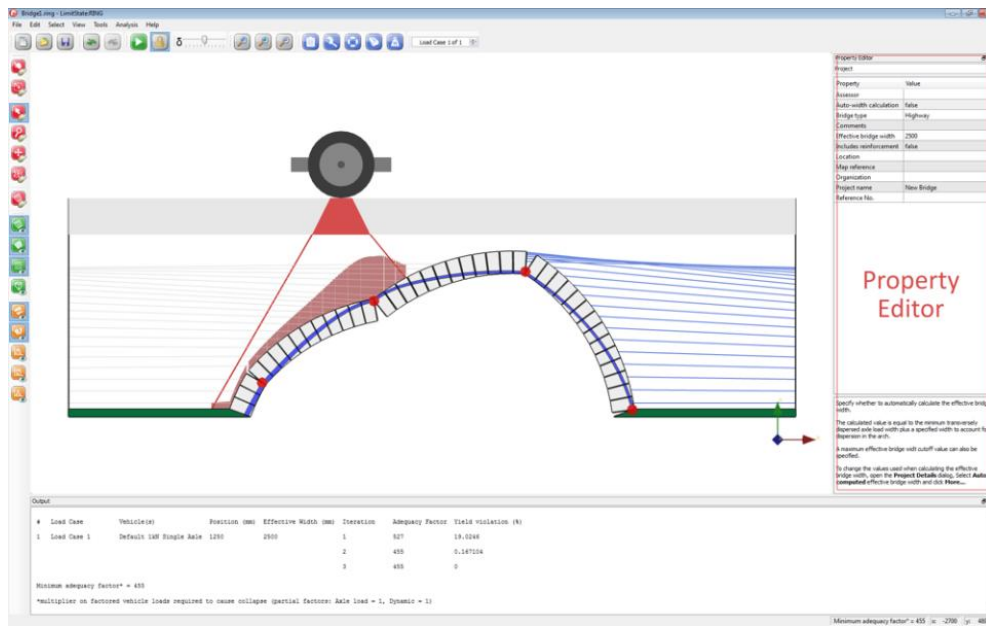 Bridge1.ring - LimitState:RING
File Edit Select View Tools Analysis Help
δ
Load Case 1 of 1
Property Editor
Project
Property Value
Assessor
Auto-width calculation false
Bridge type Highway
Comments
Effective bridge width 2500
Includes reinforcement false
Location
Map reference
Organization
Project name New Bridge
Reference No.
Property
Editor
Specify whether to automatically calculate the effective bridge
width.
The calculated value is equal to the minimum transversely
dispersed axle load width plus a specified width to account for
dispersion in the arch.
A maximum effective bridge widt cutoff value can also be
specified.
To change the values used when calculating the effective
bridge width, open the Project Details dialog, Select Auto-
computed effective bridge width and click More...
Output
# Load Case Vehicle(s) Position (mm) Effective Width (mm) Iteration Adequacy Factor Yield violation (%)
1 Load Case 1 Default 1kN Single Axle 1250 2500 1 527 19.0248
2 455 0.167104
3 455 0
Minimum adequacy factor* = 455
*multiplier on factored vehicle loads required to cause collapse (partial factors: Axle load = 1, Dynamic = 1)
Minimum adequacy factor* = 455 x: -2700 y: